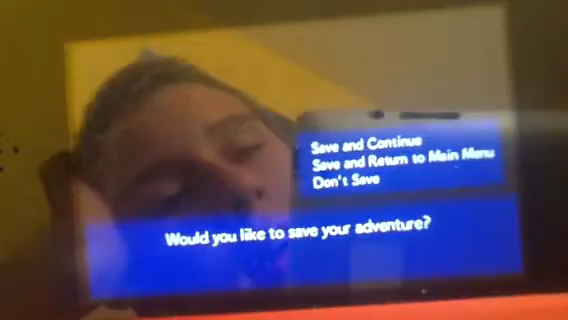 Save and Continue
Save and Return to Main Menu
Don't Save
Would you like to save your adventure?